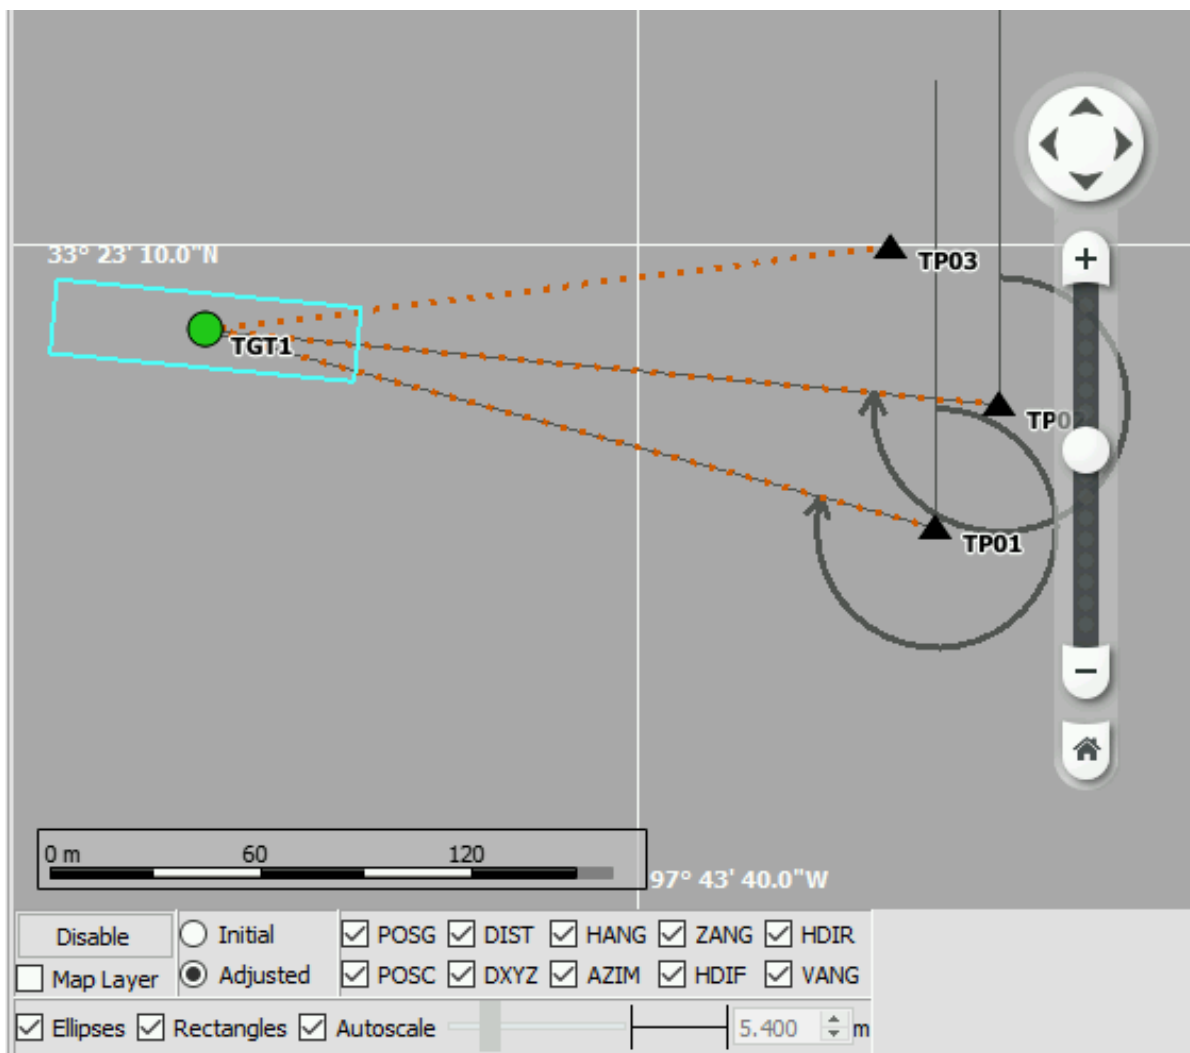 33° 23' 10.0"N
TP03
TGT1
TP02
TP01
0 m 60 120
97° 43' 40.0"W
Disable Initial POSG DIST HANG ZANG HDIR
Map Layer Adjusted POSC DXYZ AZIM HDIF VANG
Ellipses Rectangles Autoscale 5.400 m